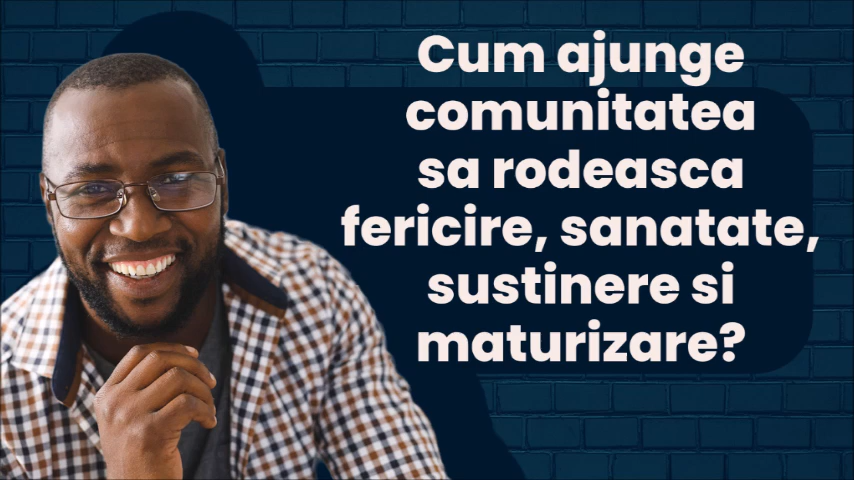 Cum ajunge
comunitatea
sa rodeasca
fericire, sanatate,
sustinere si
maturizare?